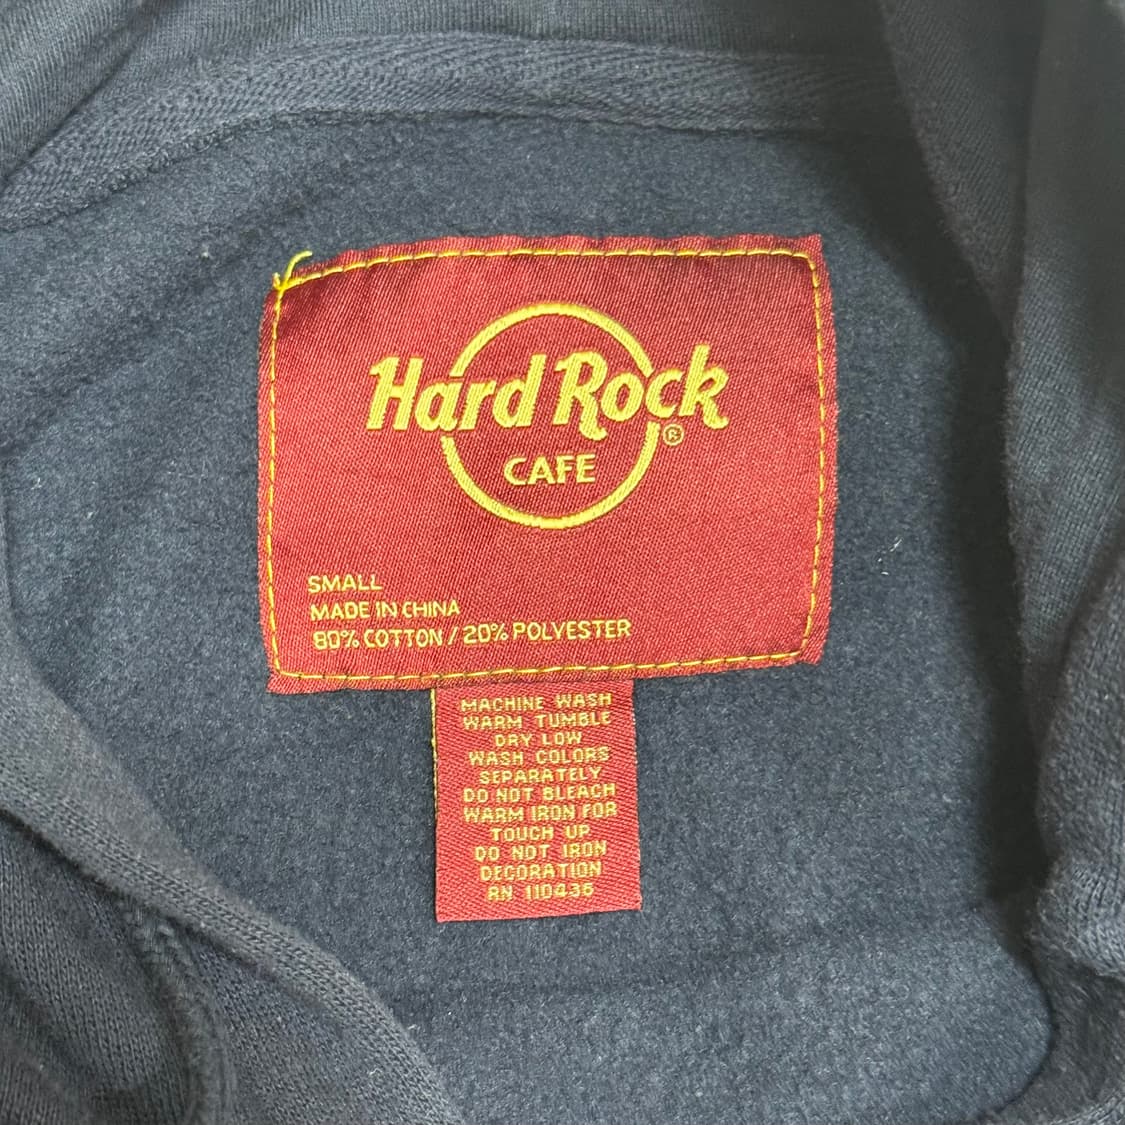 Hard Rock ®
CAFE
SMALL
MADE IN CHINA
80% COTTON / 20% POLYESTER
MACHINE WASH
WARM TUMBLE
DRY LOW
WASH COLORS
SEPARATELY
DO NOT BLEACH
WARM IRON FOR
TOUCH UP
DO NOT IRON
DECORATION
RN 110436